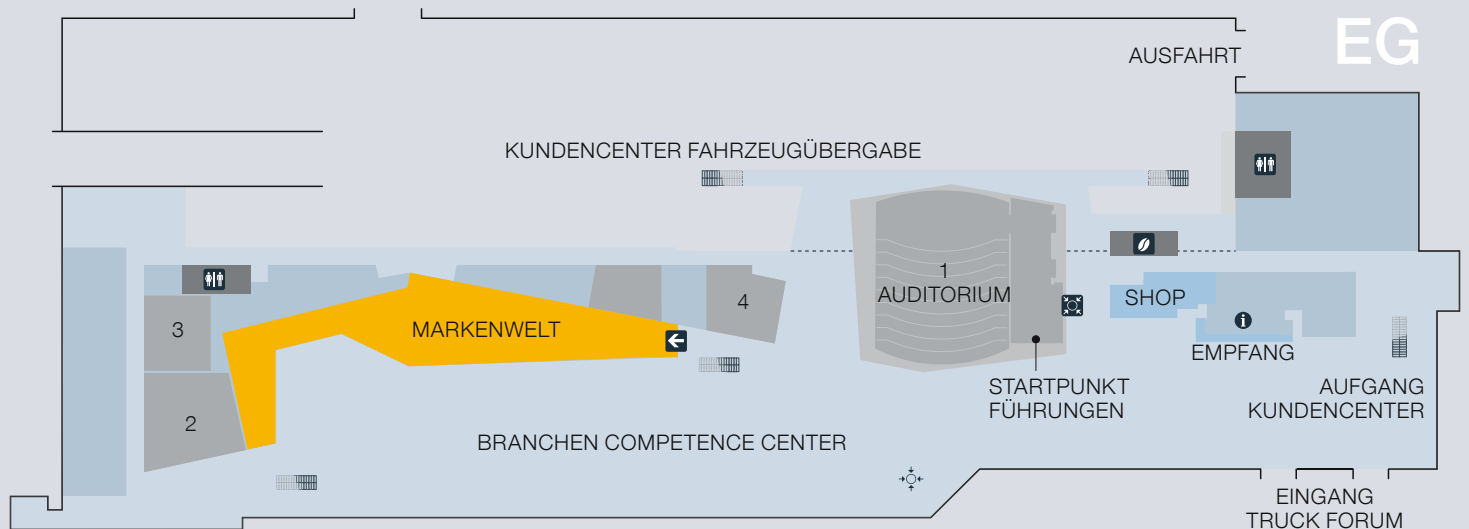 EG
AUSFAHRT
KUNDENCENTER FAHRZEUGÜBERGABE
1
AUDITORIUM
SHOP
4
3
MARKENWELT
i
EMPFANG
STARTPUNKT
FÜHRUNGEN
AUFGANG
KUNDENCENTER
2
BRANCHEN COMPETENCE CENTER
EINGANG
TRUCK FORUM